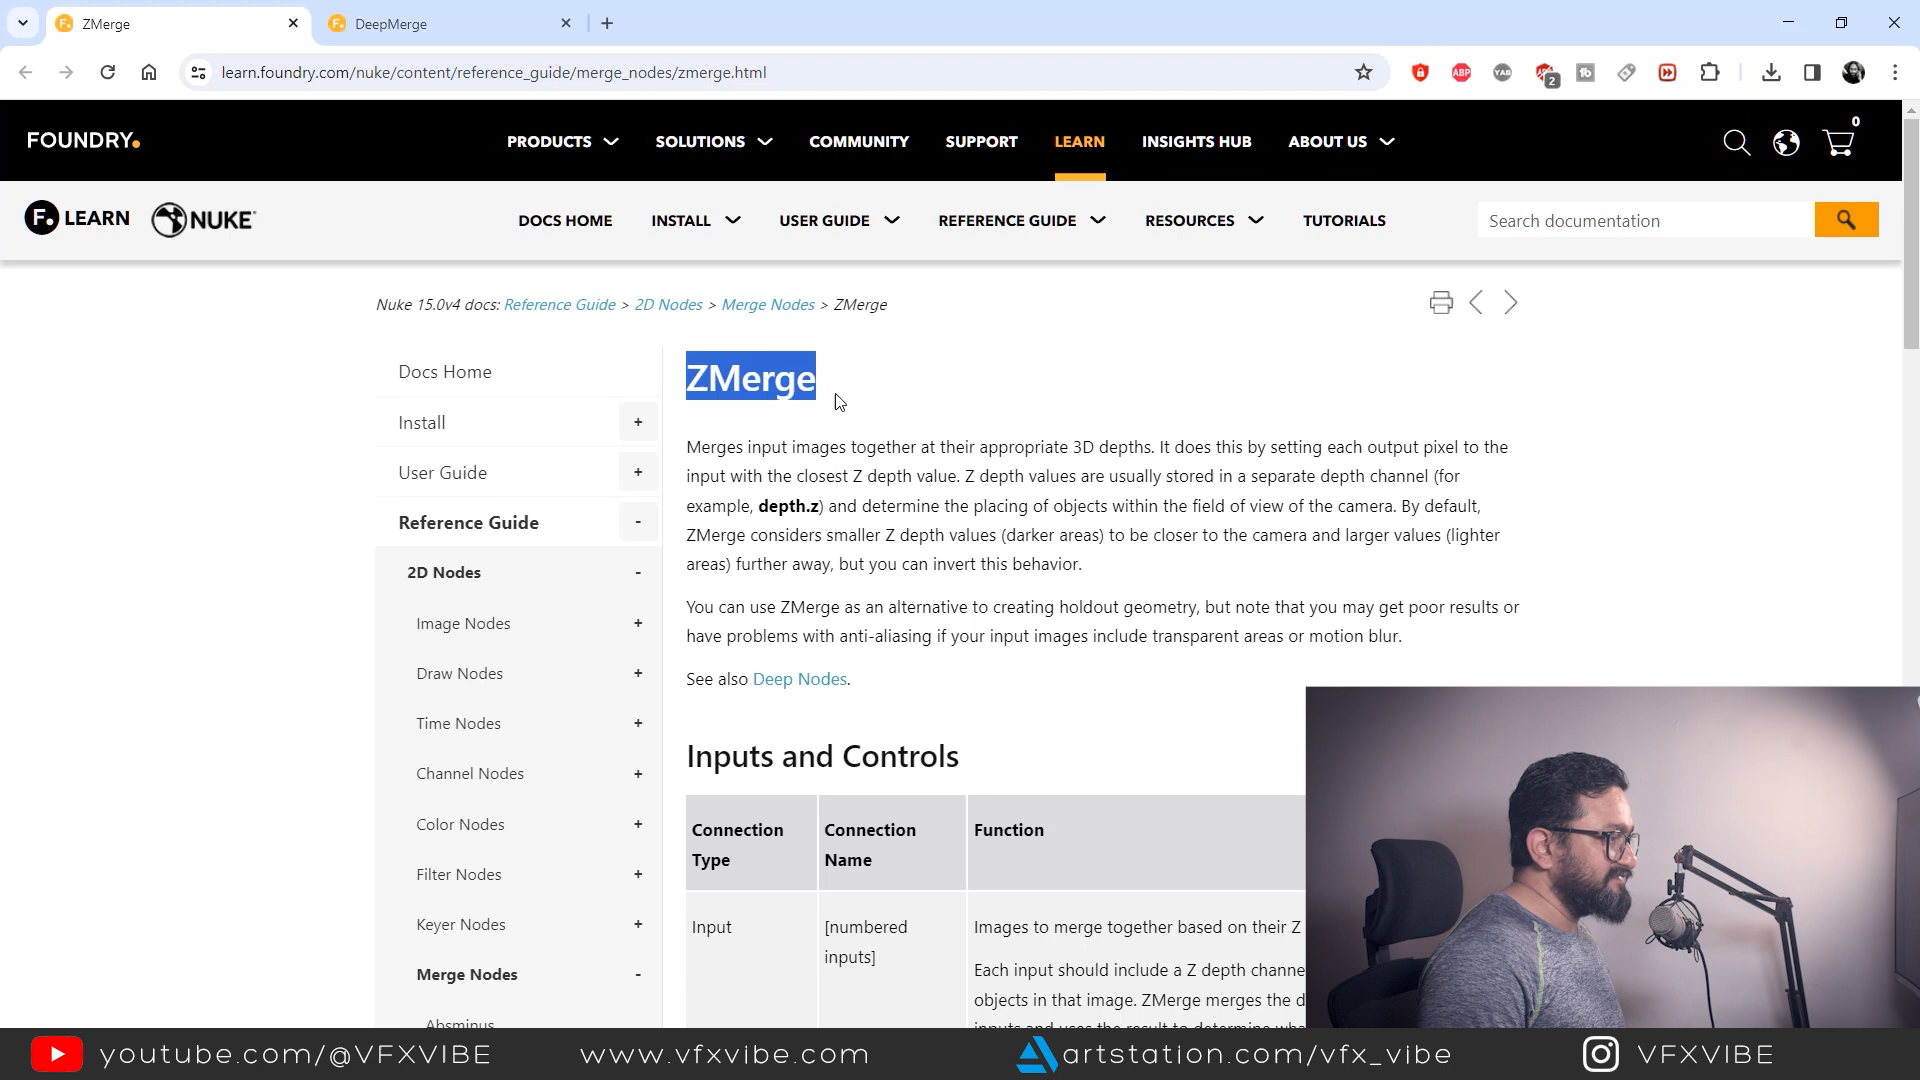 ZMerge
DeepMerge
learn.foundry.com/nuke/content/reference_guide/merge_nodes/zmerge.html
ABP
YAB
2
FOUNDRY.
PRODUCTS
SOLUTIONS
COMMUNITY
SUPPORT
LEARN
INSIGHTS HUB
ABOUT US
0
F. LEARN
NUKE
DOCS HOME
INSTALL
USER GUIDE
REFERENCE GUIDE
RESOURCES
TUTORIALS
Search documentation
Nuke 15.0v4 docs: Reference Guide > 2D Nodes > Merge Nodes > ZMerge
Docs Home
Install +
User Guide +
Reference Guide -
2D Nodes -
Image Nodes +
Draw Nodes +
Time Nodes +
Channel Nodes +
Color Nodes +
Filter Nodes +
Keyer Nodes +
Merge Nodes -
Absminus
ZMerge
Merges input images together at their appropriate 3D depths. It does this by setting each output pixel to the
input with the closest Z depth value. Z depth values are usually stored in a separate depth channel (for
example, depth.z) and determine the placing of objects within the field of view of the camera. By default,
ZMerge considers smaller Z depth values (darker areas) to be closer to the camera and larger values (lighter
areas) further away, but you can invert this behavior.
You can use ZMerge as an alternative to creating holdout geometry, but note that you may get poor results or
have problems with anti-aliasing if your input images include transparent areas or motion blur.
See also Deep Nodes.
Inputs and Controls
Connection
Type
Connection
Name
Function
Input
[numbered
inputs]
Images to merge together based on their Z
Each input should include a Z depth channe
objects in that image. ZMerge merges the d
inputs and uses the result to determine wha
youtube.com/@VFXVIBE
www.vfxvibe.com
artstation.com/vfx_vibe
VFXVIBE